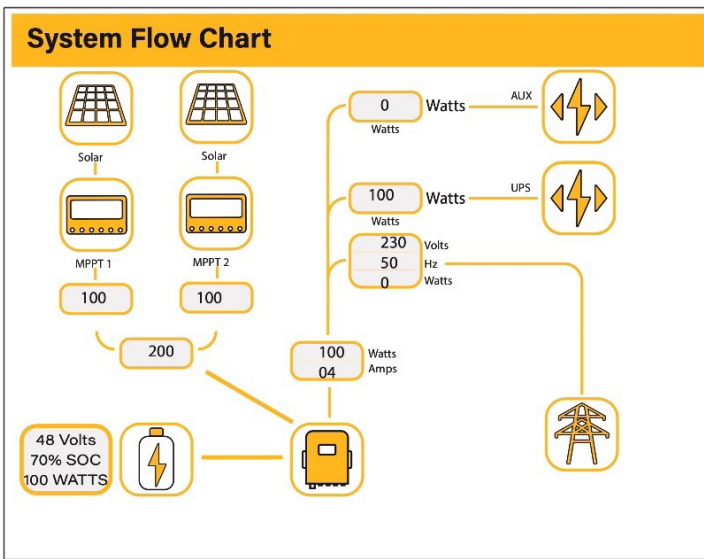 System Flow Chart
Solar
Solar
MPPT 1
MPPT 2
100
100
200
48 Volts
70% SOC
100 WATTS
0 Watts AUX
Watts
100 Watts UPS
Watts
230 Volts
50 Hz
0 Watts
100 Watts
04 Amps